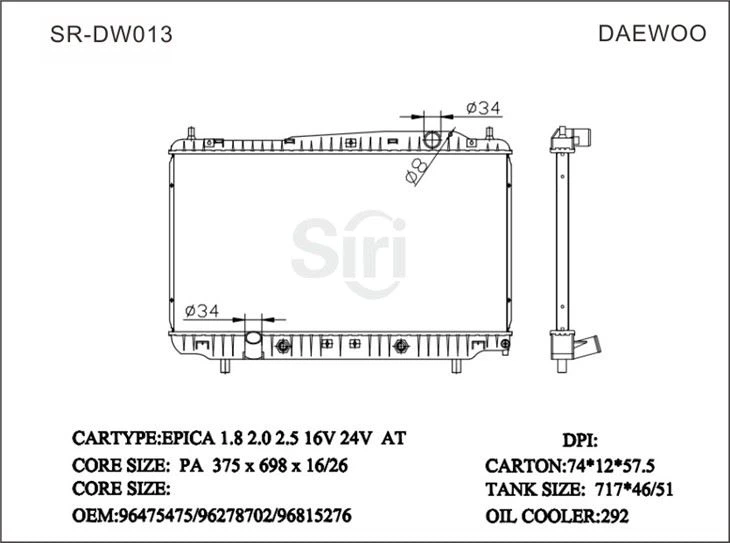 SR-DW013 DAEWOO
Ø34
Ø8
Siri
Ø34
CARTYPE:EPICA 1.8 2.0 2.5 16V 24V AT DPI:
CORE SIZE: PA 375 x 698 x 16/26 CARTON:74*12*57.5
CORE SIZE: TANK SIZE: 717*46/51
OEM:96475475/96278702/96815276 OIL COOLER:292